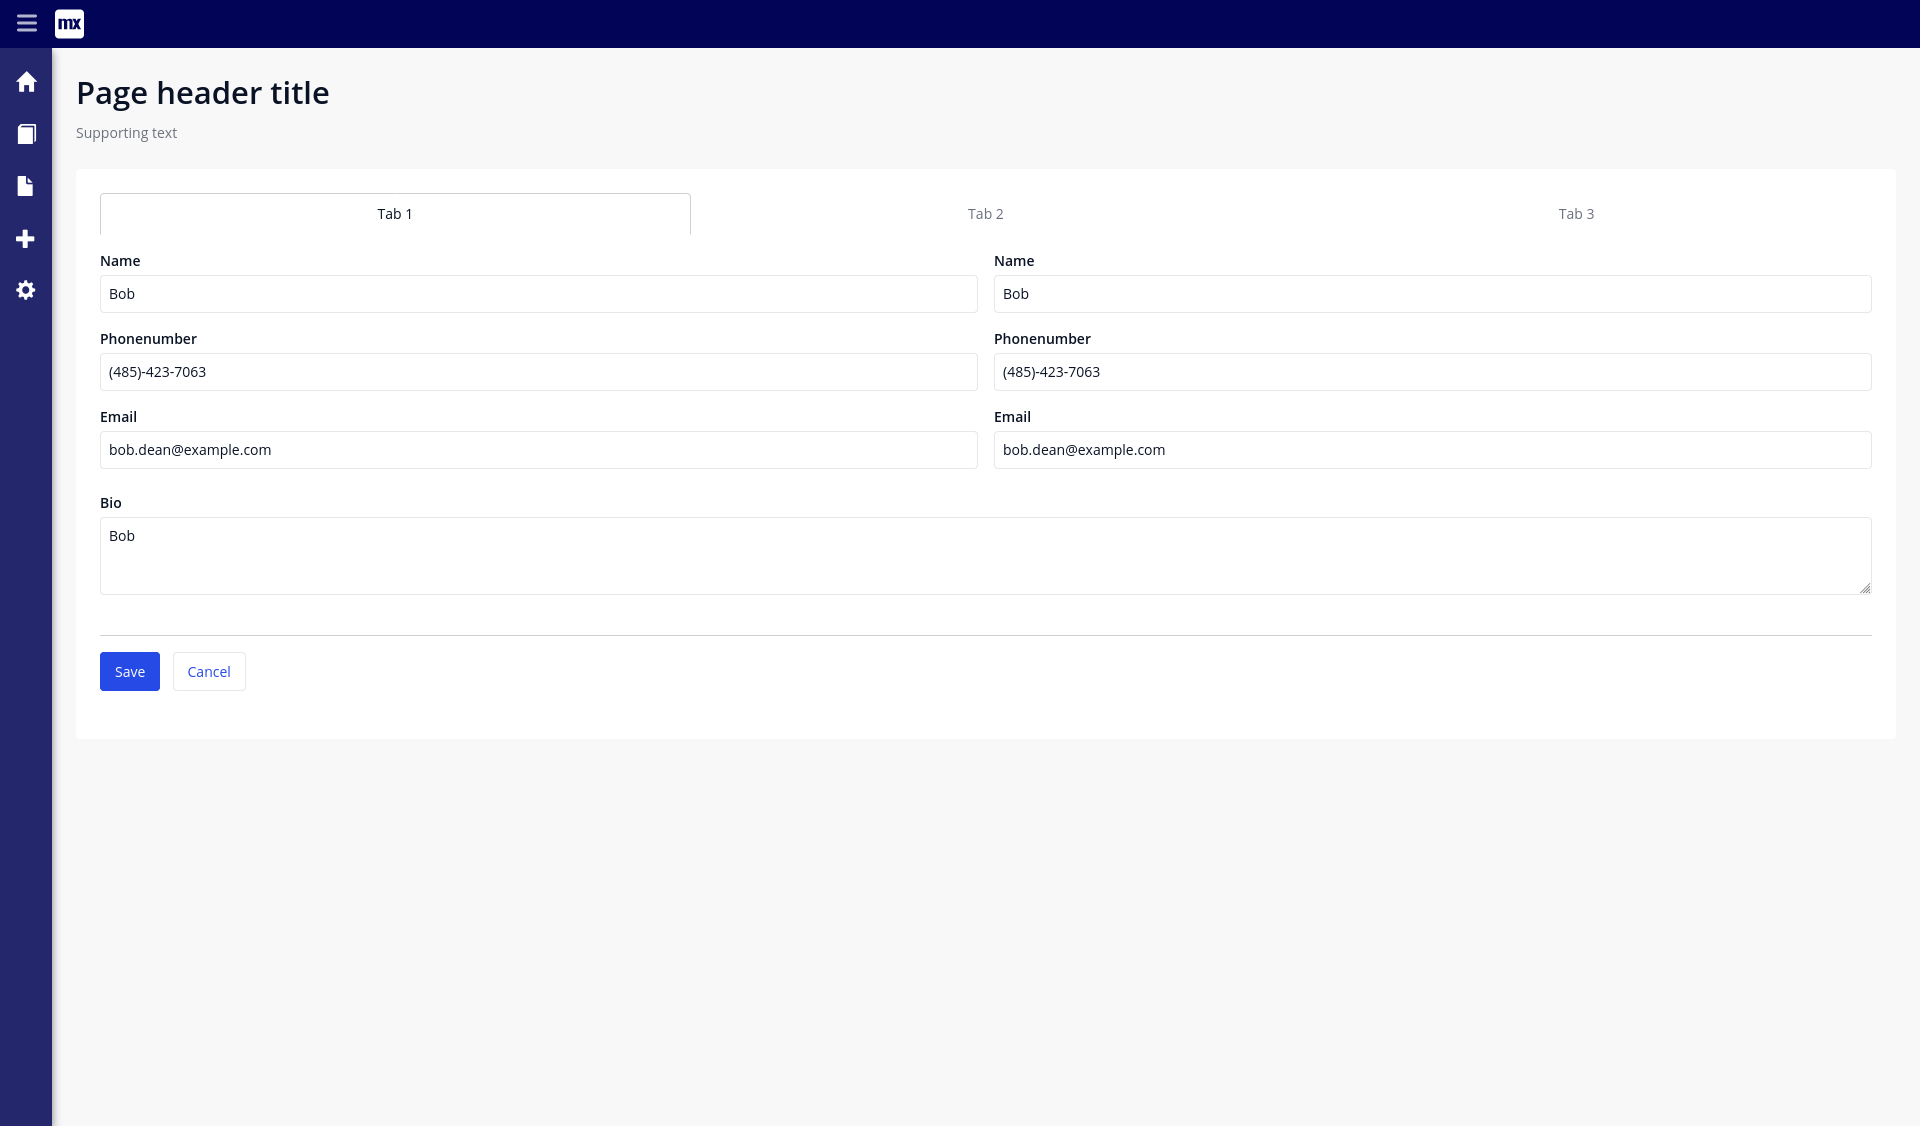 mx
Page header title
Supporting text
Tab 1 Tab 2 Tab 3
Name Name
Bob Bob
Phonenumber Phonenumber
(485)-423-7063 (485)-423-7063
Email Email
bob.dean@example.com bob.dean@example.com
Bio
Bob
Save Cancel